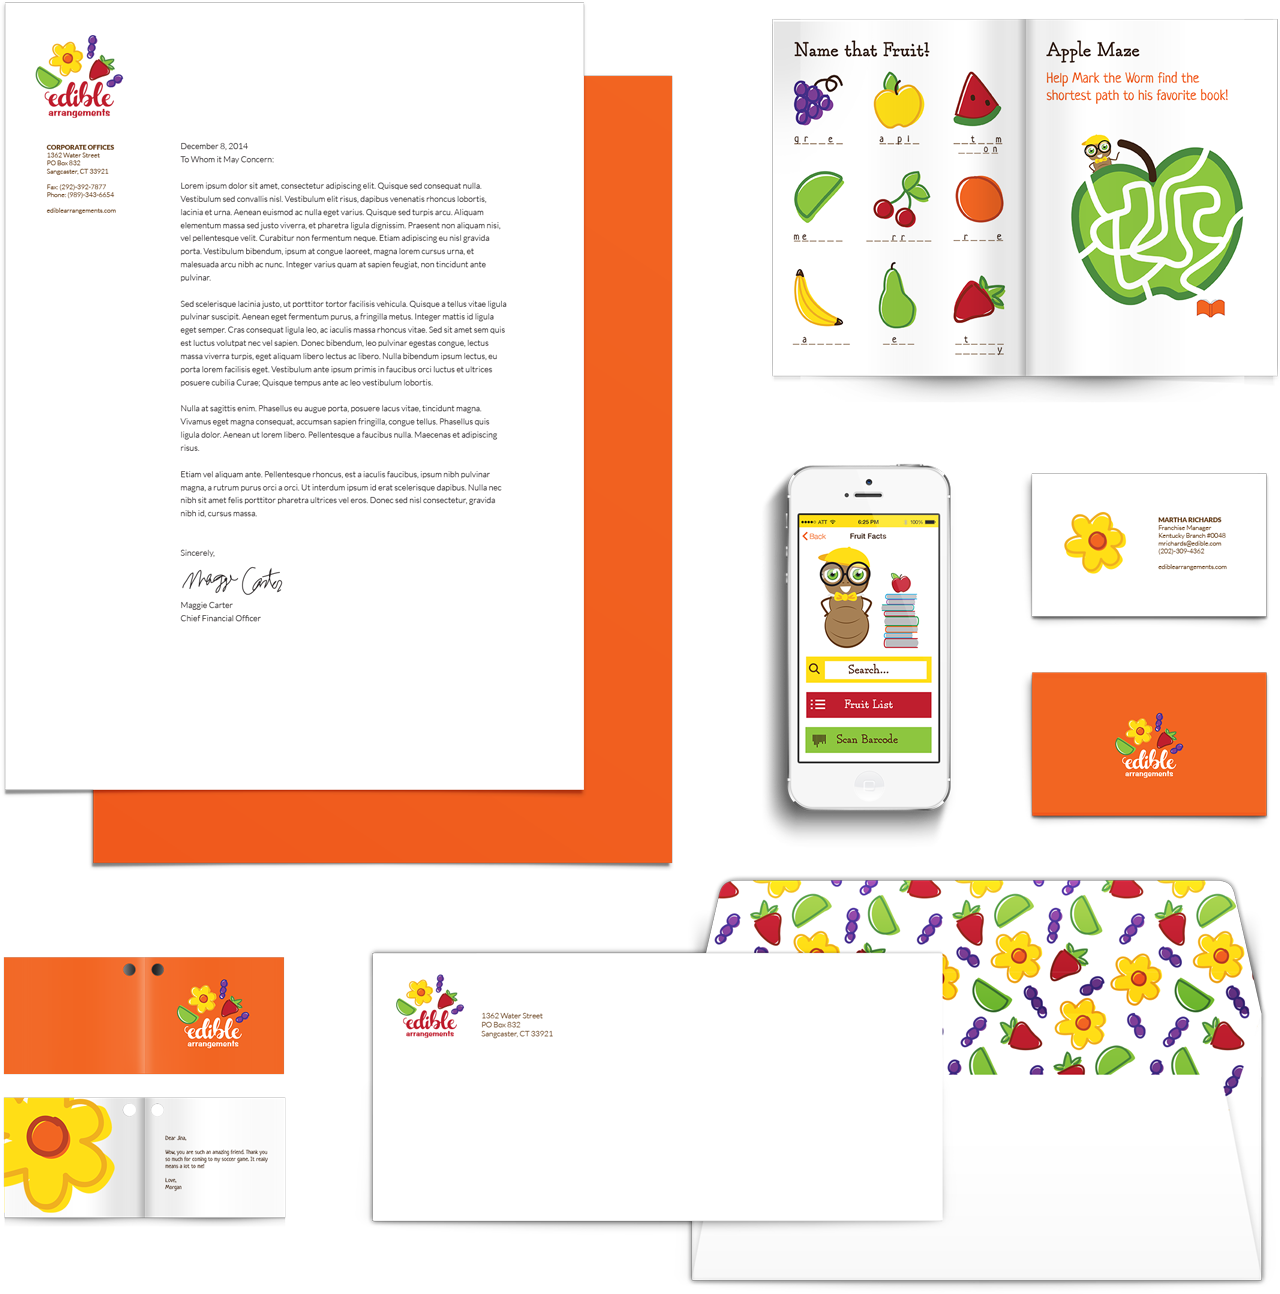 edible
arrangements
CORPORATE OFFICES
1362 Water Street
PO Box 832
Sangcaster, CT 33921
Fax: (292)-392-7877
Phone: (989)-343-6654
ediblearrangements.com
December 8, 2014
To Whom it May Concern:
Lorem ipsum dolor sit amet, consectetur adipiscing elit. Quisque sed consequat nulla.
Vestibulum sed convallis nisl. Vestibulum elit risus, dapibus venenatis rhoncus lobortis,
lacinia et urna. Aenean euismod ac nulla eget varius. Quisque sed turpis arcu. Aliquam
elementum massa sed justo viverra, et pharetra ligula dignissim. Praesent non aliquam nisi,
vel pellentesque velit. Curabitur non fermentum neque. Etiam adipiscing eu nisl gravida
porta. Vestibulum bibendum, ipsum at congue laoreet, magna lorem cursus urna, et
malesuada arcu nibh ac nunc. Integer varius quam at sapien feugiat, non tincidunt ante
pulvinar.
Sed scelerisque lacinia justo, ut porttitor tortor facilisis vehicula. Quisque a tellus vitae ligula
pulvinar suscipit. Aenean eget fermentum purus, a fringilla metus. Integer mattis id ligula
eget semper. Cras consequat ligula leo, ac iaculis massa rhoncus vitae. Sed sit amet sem quis
est luctus volutpat nec vel sapien. Donec bibendum, leo pulvinar egestas congue, lectus
massa viverra turpis, eget aliquam libero lectus ac libero. Nulla bibendum ipsum lectus, eu
porta lorem facilisis eget. Vestibulum ante ipsum primis in faucibus orci luctus et ultrices
posuere cubilia Curae; Quisque tempus ante ac leo vestibulum lobortis.
Nulla at sagittis enim. Phasellus eu augue porta, posuere lacus vitae, tincidunt magna.
Vivamus eget magna consequat, accumsan sapien fringilla, congue tellus. Phasellus quis
ligula dolor. Aenean ut lorem libero. Pellentesque a faucibus nulla. Maecenas et adipiscing
risus.
Etiam vel aliquam ante. Pellentesque rhoncus, est a iaculis faucibus, ipsum nibh pulvinar
magna, a rutrum purus orci a orci. Ut interdum ipsum id erat scelerisque dapibus. Nulla nec
nibh sit amet felis porttitor pharetra ultrices vel eros. Donec sed nisl consectetur, gravida
nibh id, cursus massa.
Sincerely,
Maggie Carter
Maggie Carter
Chief Financial Officer
Name that Fruit!
g r _ _ e _
a p _ l _
_ _ t _ _ m
_ _ _ o n
m e _ _ _
_ _ _ r r _
_ r _ _ e
_ a _ _ _ _
_ e _ _
_ t _ _ _
_ _ _ _ y
Apple Maze
Help Mark the Worm find the
shortest path to his favorite book!
ATT 6:25 PM 100%
Back Fruit Facts
Search...
Fruit List
Scan Barcode
MARTHA RICHARDS
Franchise Manager
Kentucky Branch #0048
mrichards@edible.com
(202)-309-4362
ediblearrangements.com
edible
arrangements
edible
arrangements
Dear Jina,
Wow, you are such an amazing friend. Thank you
so much for coming to my soccer game. It really
means a lot to me!
Love,
Morgan
edible
arrangements
1362 Water Street
PO Box 832
Sangcaster, CT 33921